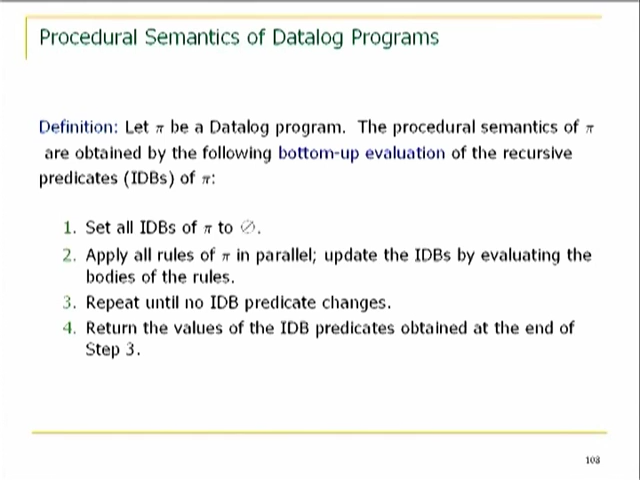 Procedural Semantics of Datalog Programs
Definition: Let π be a Datalog program. The procedural semantics of π
are obtained by the following bottom-up evaluation of the recursive
predicates (IDBs) of π:
1. Set all IDBs of π to ∅.
2. Apply all rules of π in parallel; update the IDBs by evaluating the
bodies of the rules.
3. Repeat until no IDB predicate changes.
4. Return the values of the IDB predicates obtained at the end of
Step 3.
103